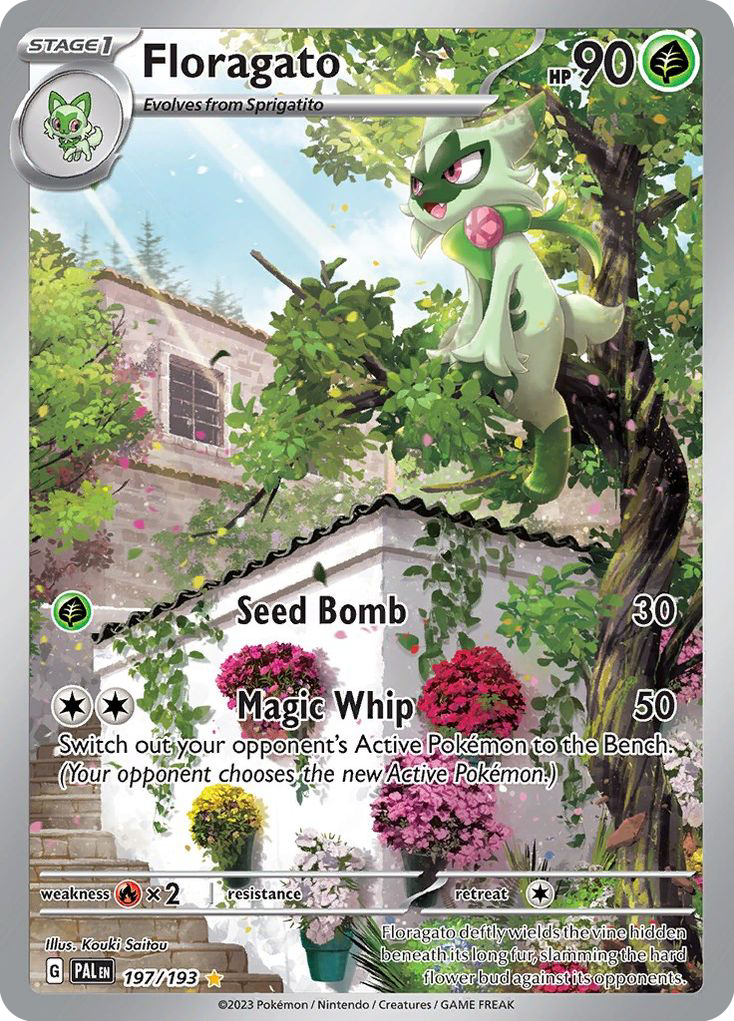 STAGE 1
Floragato
HP 90
Evolves from Sprigatito
Seed Bomb 30
Magic Whip 50
Switch out your opponent's Active Pokémon to the Bench.
(Your opponent chooses the new Active Pokémon.)
weakness ×2 resistance retreat
Illus. Kouki Saitou
Floragato deftly wields the vine hidden
beneath its long fur, slamming the hard
flower bud against its opponents.
G PAL EN 197/193
©2023 Pokémon / Nintendo / Creatures / GAME FREAK